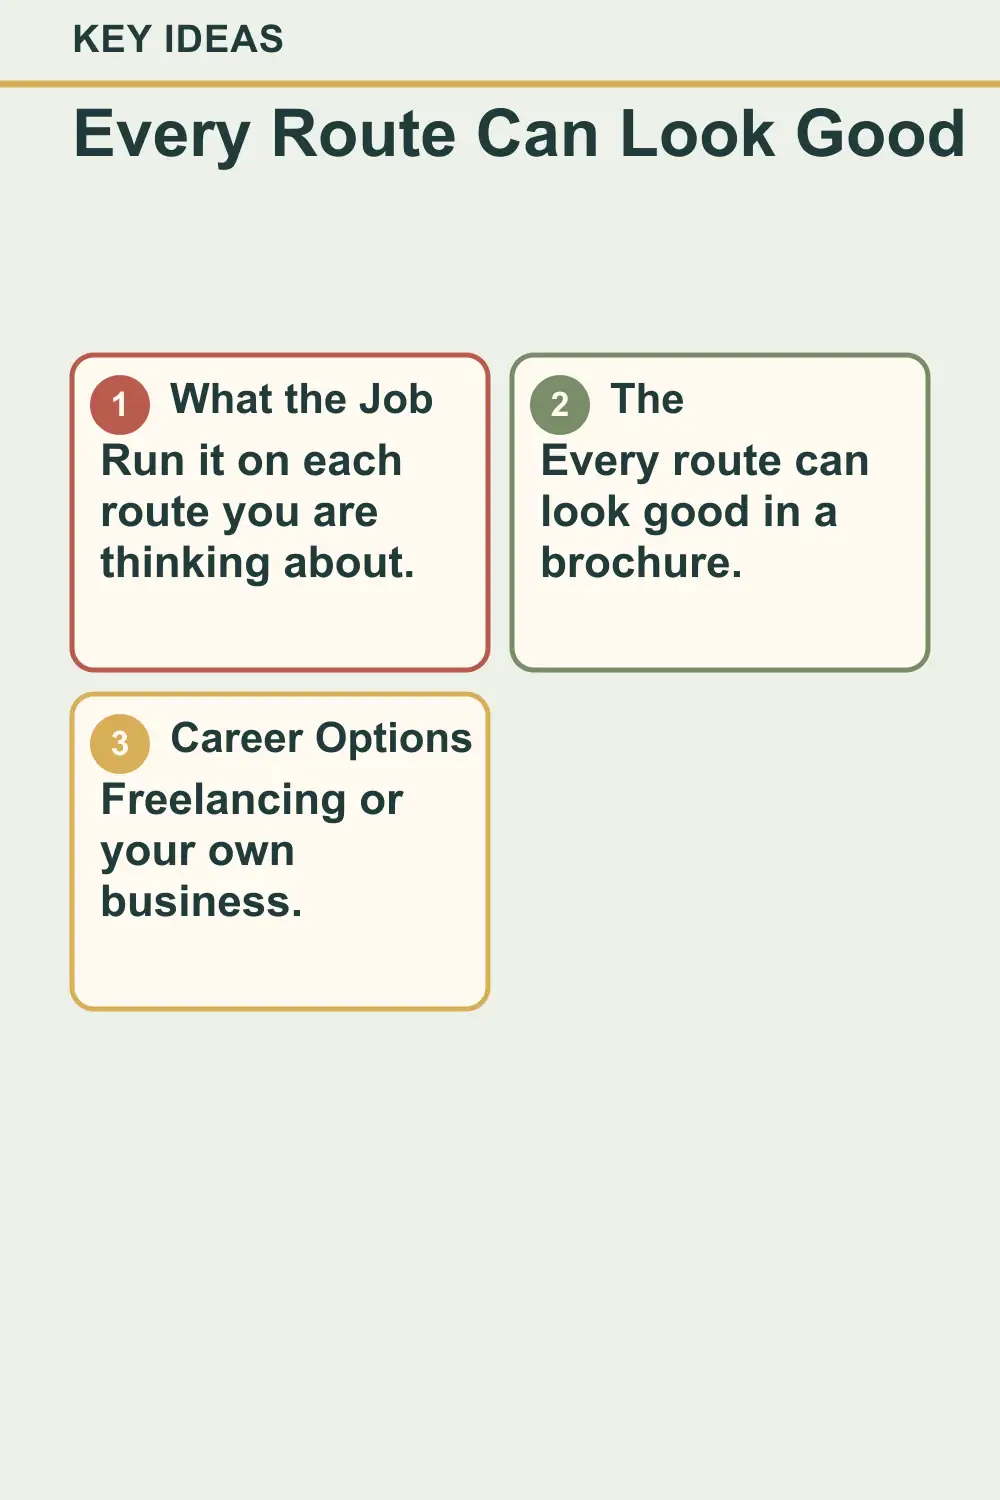 KEY IDEAS
Every Route Can Look Good
1 What the Job
Run it on each
route you are
thinking about.
2 The
Every route can
look good in a
brochure.
3 Career Options
Freelancing or
your own
business.